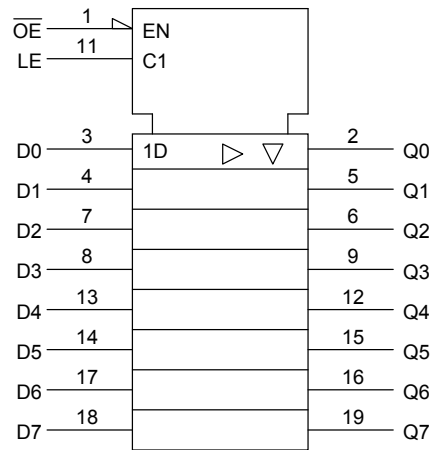 O̅E̅ 1 EN
LE 11 C1
D0 3 1D 2 Q0
D1 4 5 Q1
D2 7 6 Q2
D3 8 9 Q3
D4 13 12 Q4
D5 14 15 Q5
D6 17 16 Q6
D7 18 19 Q7